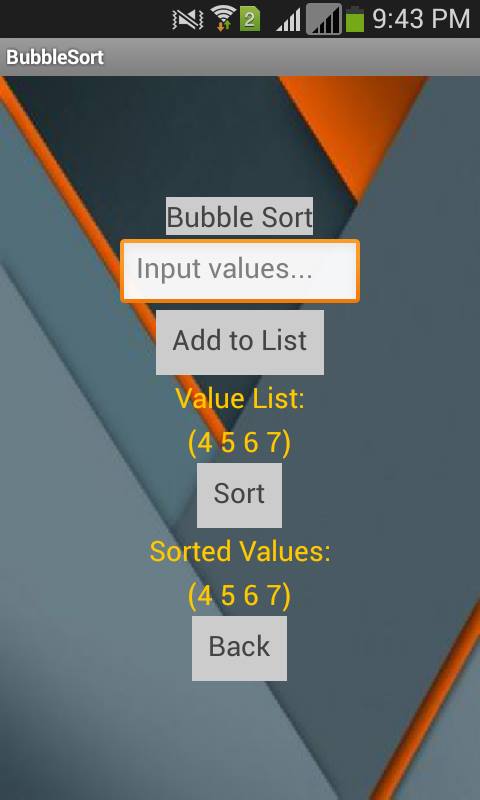 2 9:43 PM
BubbleSort
Bubble Sort
Input values...
Add to List
Value List:
(4 5 6 7)
Sort
Sorted Values:
(4 5 6 7)
Back